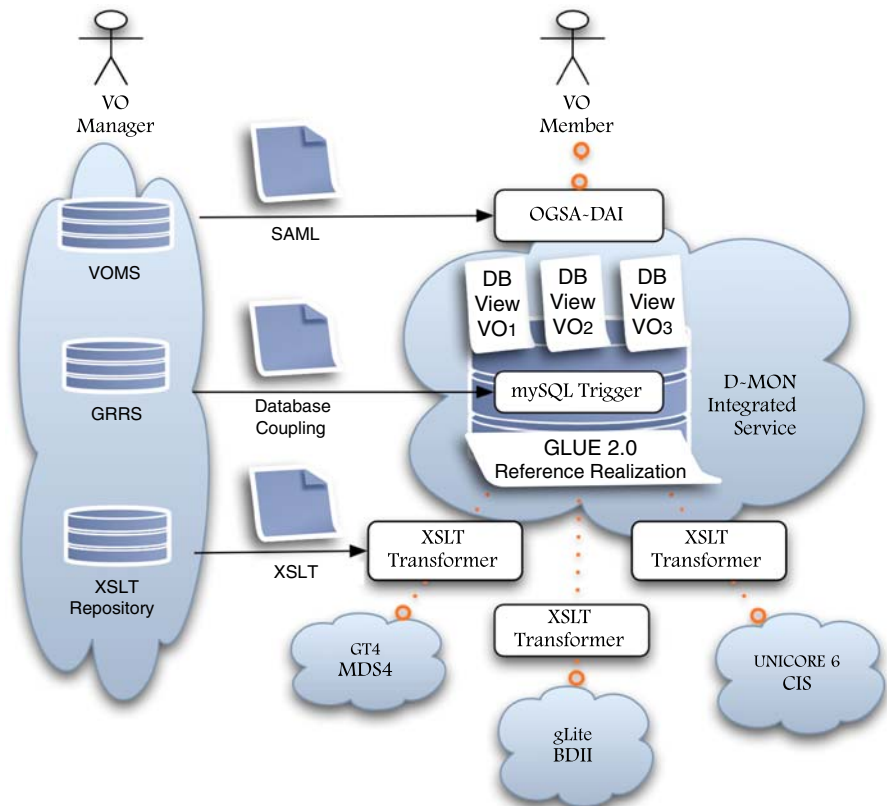 VO
Manager
VO
Member
SAML
OGSA-DAI
VOMS
DB
View
VO1
DB
View
VO2
DB
View
VO3
GRRS
Database
Coupling
mySQL Trigger
D-MON
Integrated
Service
GLUE 2.0
Reference Realization
XSLT
Repository
XSLT
XSLT
Transformer
XSLT
Transformer
XSLT
Transformer
GT4
MDS4
UNICORE 6
CIS
gLite
BDII